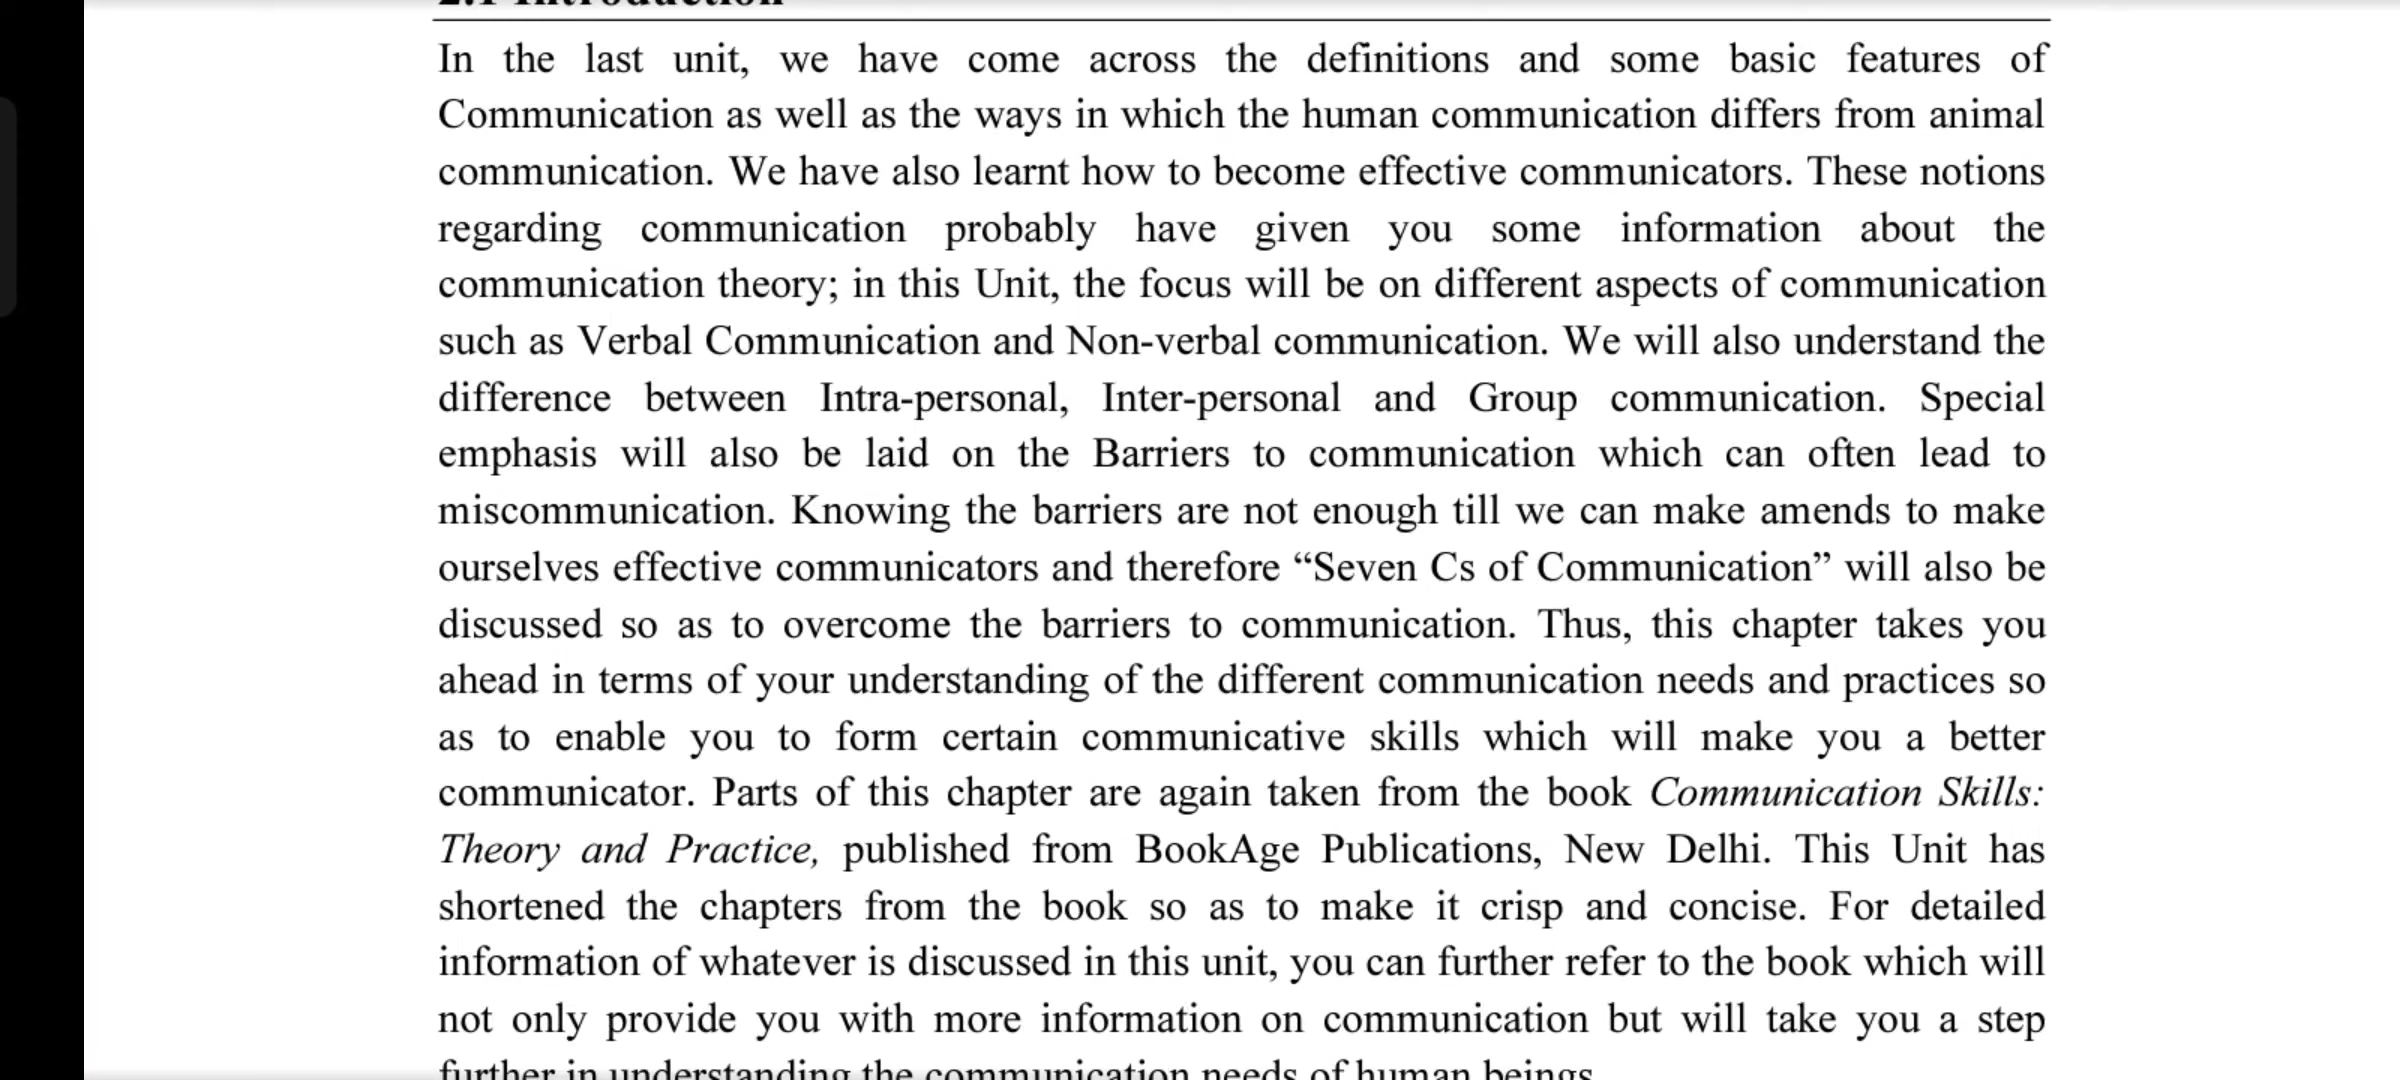 2.1 Introduction
In the last unit, we have come across the definitions and some basic features of
Communication as well as the ways in which the human communication differs from animal
communication. We have also learnt how to become effective communicators. These notions
regarding communication probably have given you some information about the
communication theory; in this Unit, the focus will be on different aspects of communication
such as Verbal Communication and Non-verbal communication. We will also understand the
difference between Intra-personal, Inter-personal and Group communication. Special
emphasis will also be laid on the Barriers to communication which can often lead to
miscommunication. Knowing the barriers are not enough till we can make amends to make
ourselves effective communicators and therefore “Seven Cs of Communication” will also be
discussed so as to overcome the barriers to communication. Thus, this chapter takes you
ahead in terms of your understanding of the different communication needs and practices so
as to enable you to form certain communicative skills which will make you a better
communicator. Parts of this chapter are again taken from the book Communication Skills:
Theory and Practice, published from BookAge Publications, New Delhi. This Unit has
shortened the chapters from the book so as to make it crisp and concise. For detailed
information of whatever is discussed in this unit, you can further refer to the book which will
not only provide you with more information on communication but will take you a step
further in understanding the communication needs of human beings.